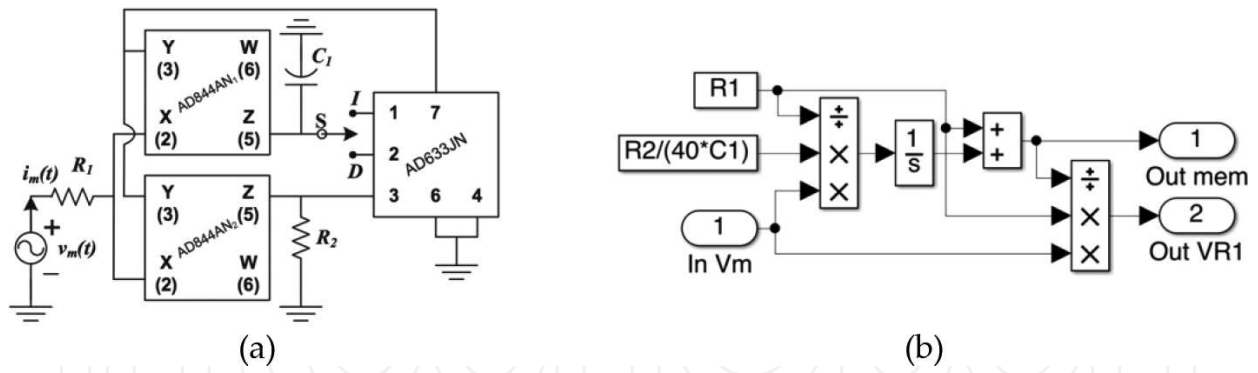 Y
(3)
W
(6)
AD844AN₁
X
(2)
Z
(5)
C₁
S
I
D
1
7
2
AD633JN
3
6
4
iₘ(t)
R₁
+
vₘ(t)
−
Y
(3)
Z
(5)
AD844AN₂
X
(2)
W
(6)
R₂
(a)
R1
R2/(40*C1)
1
In Vm
÷
×
×
1
s
+
+
÷
×
×
1
Out mem
2
Out VR1
(b)